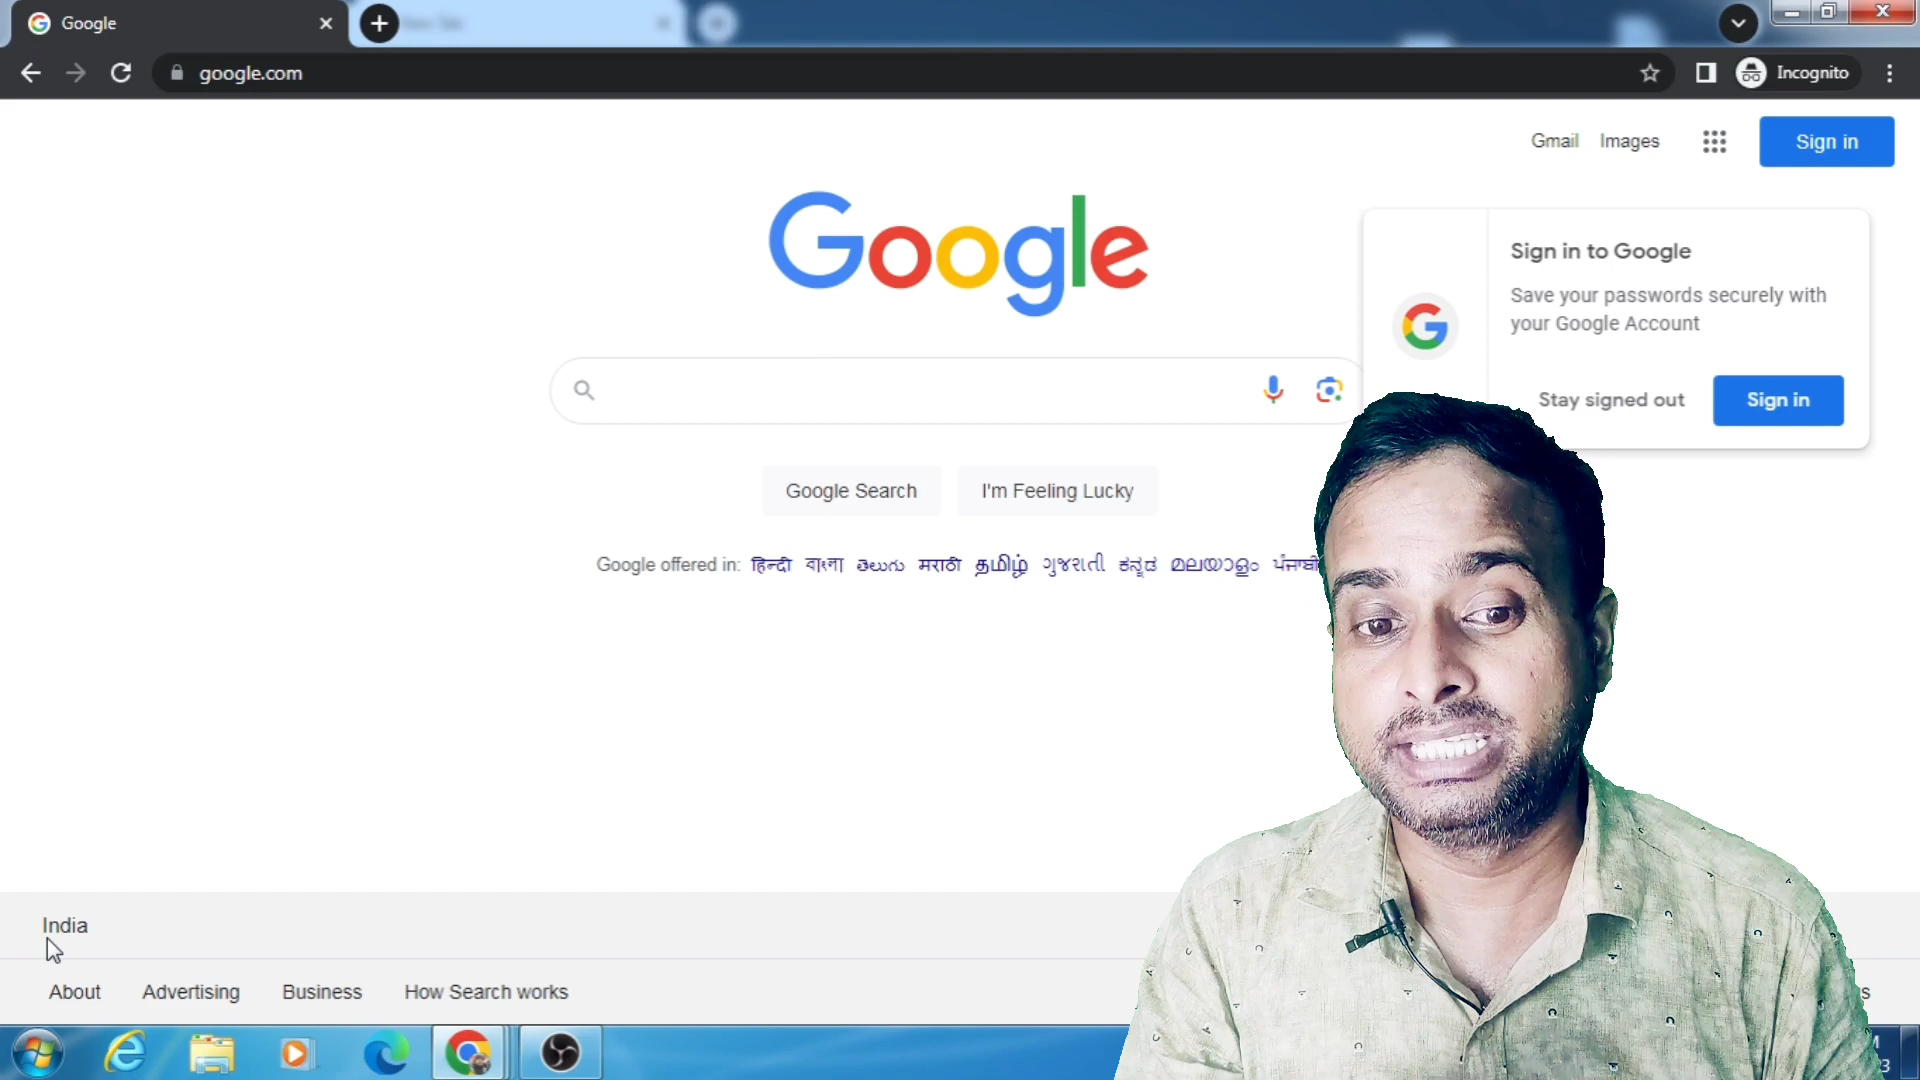 Google
google.com
Incognito
Gmail Images Sign in
Google
Sign in to Google
Save your passwords securely with
your Google Account
Stay signed out Sign in
Google Search I'm Feeling Lucky
Google offered in: हिन्दी বাংলা తెలుగు मराठी தமிழ் ગુજરાતી ಕನ್ನಡ മലയാളം ਪੰਜਾਬੀ
India
About Advertising Business How Search works